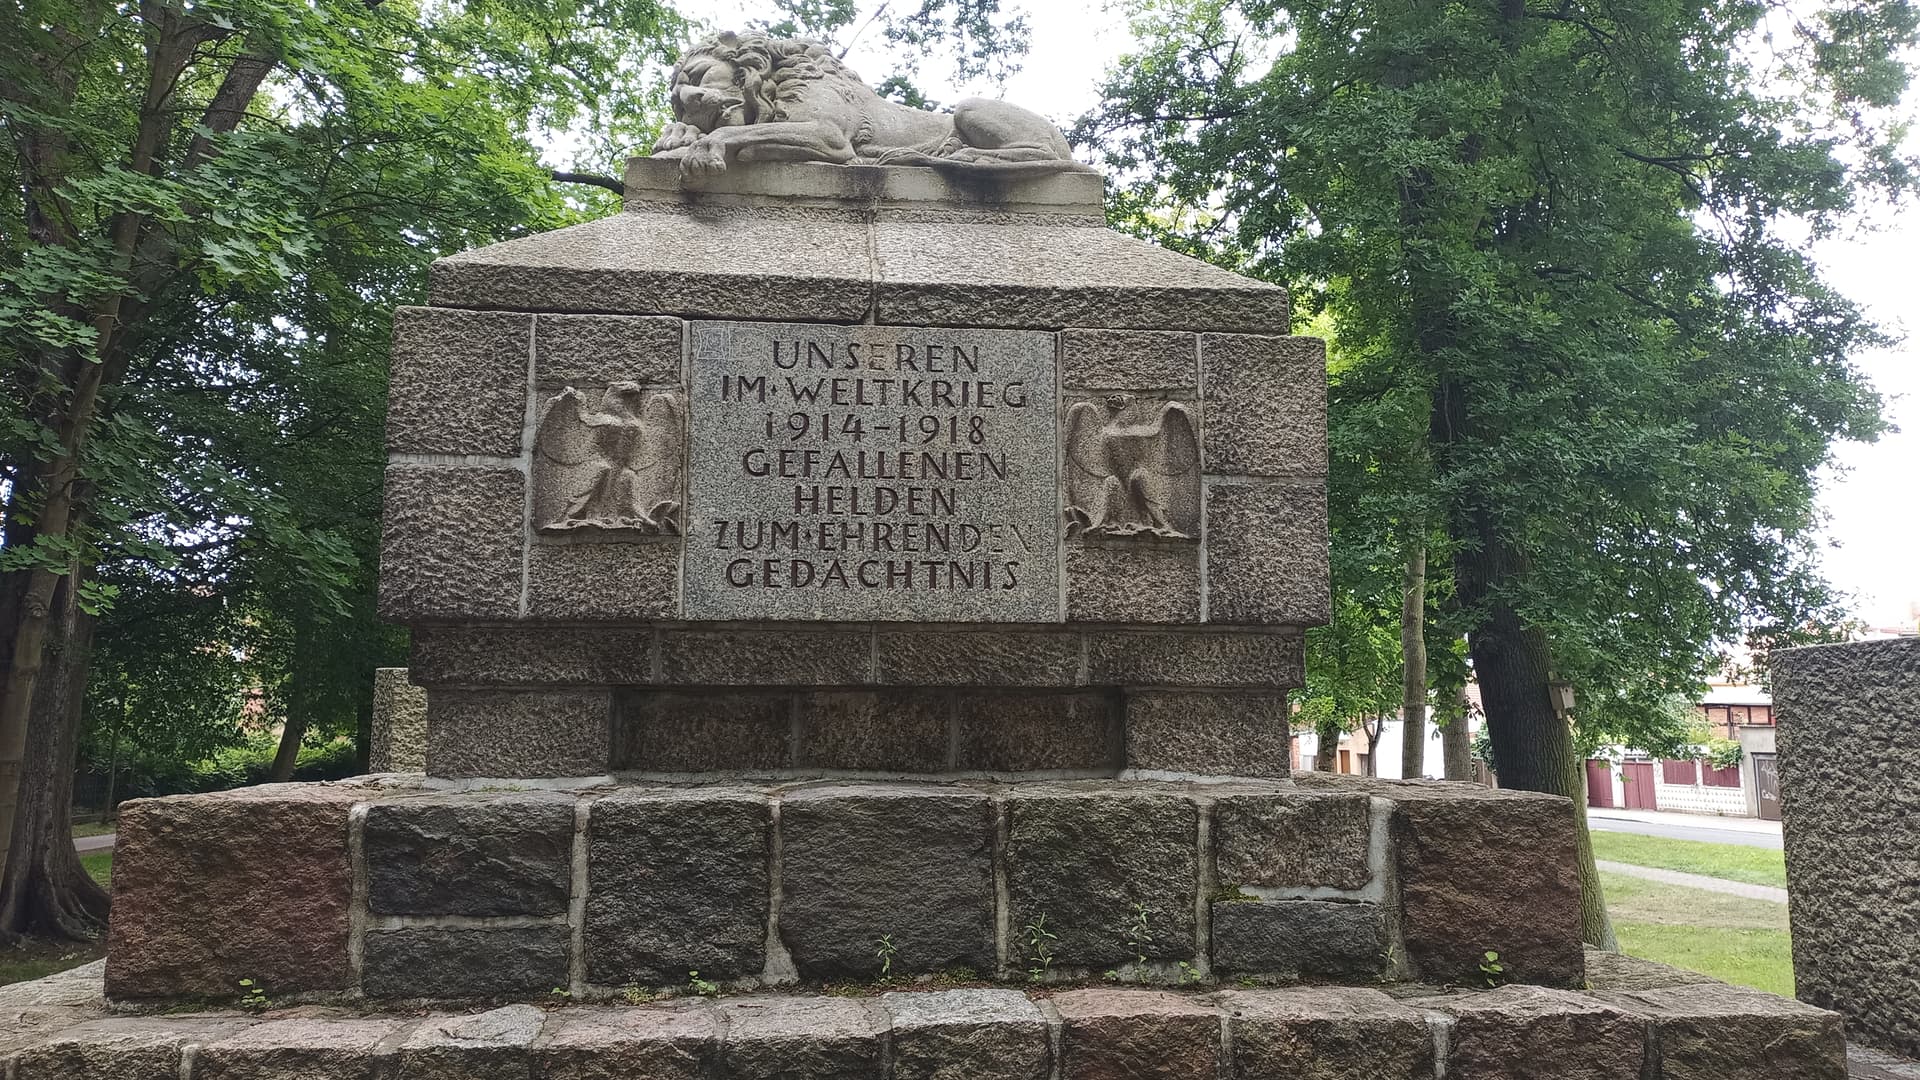 UNSEREN
IM·WELTKRIEG
1914-1918
GEFALLENEN
HELDEN
ZUM·EHRENDEN
GEDÄCHTNIS